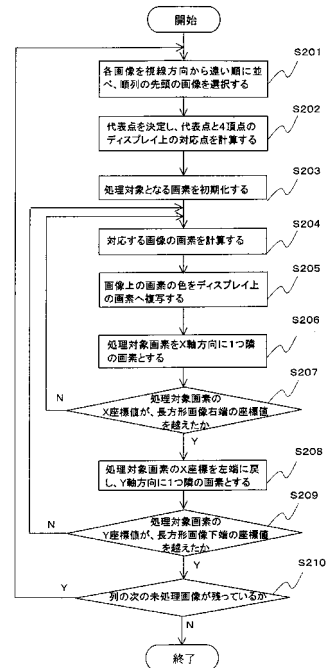 開始
S201
各画像を視線方向から遠い順に並
べ、順列の先頭の画像を選択する
S202
代表点を決定し、代表点と4頂点の
ディスプレイ上の対応点を計算する
S203
処理対象となる画素を初期化する
S204
対応する画像の画素を計算する
S205
画像上の画素の色をディスプレイ上
の画素へ複写する
S206
処理対象画素をX軸方向に1つ隣
の画素とする
S207
処理対象画素の
X座標値が、長方形画像右端の座標値
を越えたか
N
Y
S208
処理対象画素のX座標を左端に戻
し、Y軸方向に1つ隣の画素とする
S209
処理対象画素の
Y座標値が、長方形画像下端の座標値
を越えたか
N
Y
S210
列の次の未処理画像が残っているか
Y
N
終了